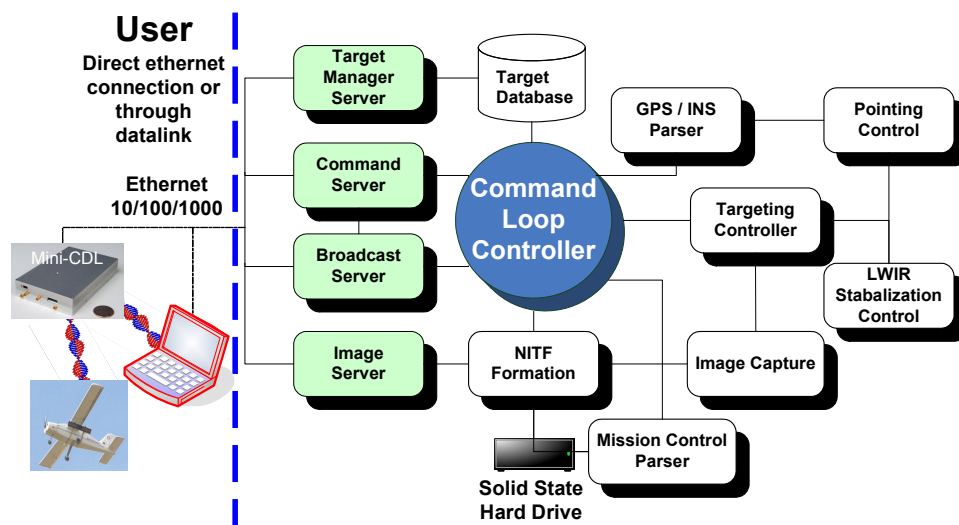 User
Direct ethernet
connection or
through
datalink
Ethernet
10/100/1000
Mini-CDL
Target
Manager
Server
Target
Database
GPS / INS
Parser
Pointing
Control
Command
Server
Command
Loop
Controller
Targeting
Controller
Broadcast
Server
LWIR
Stabalization
Control
Image
Server
NITF
Formation
Image Capture
Mission Control
Parser
Solid State
Hard Drive